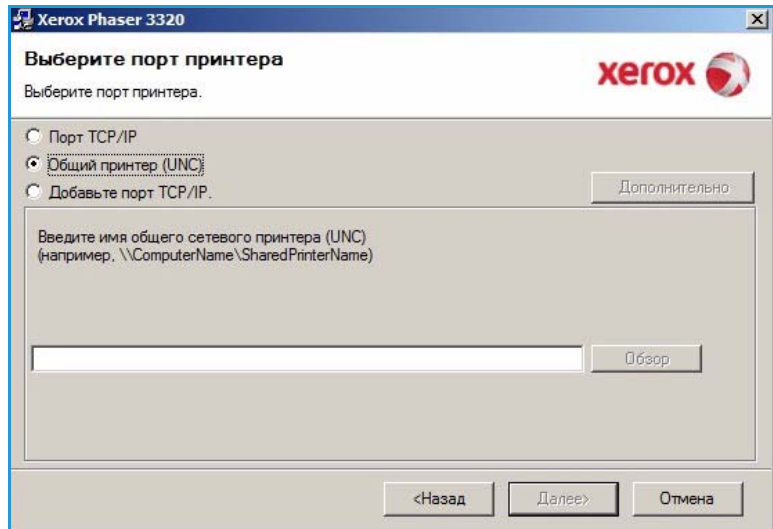 Xerox Phaser 3320
Выберите порт принтера
Выберите порт принтера.
xerox
Порт TCP/IP
Общий принтер (UNC)
Добавьте порт TCP/IP.
Дополнительно
Введите имя общего сетевого принтера (UNC)
(например, \\ComputerName\SharedPrinterName)
Обзор
<Назад Далее> Отмена